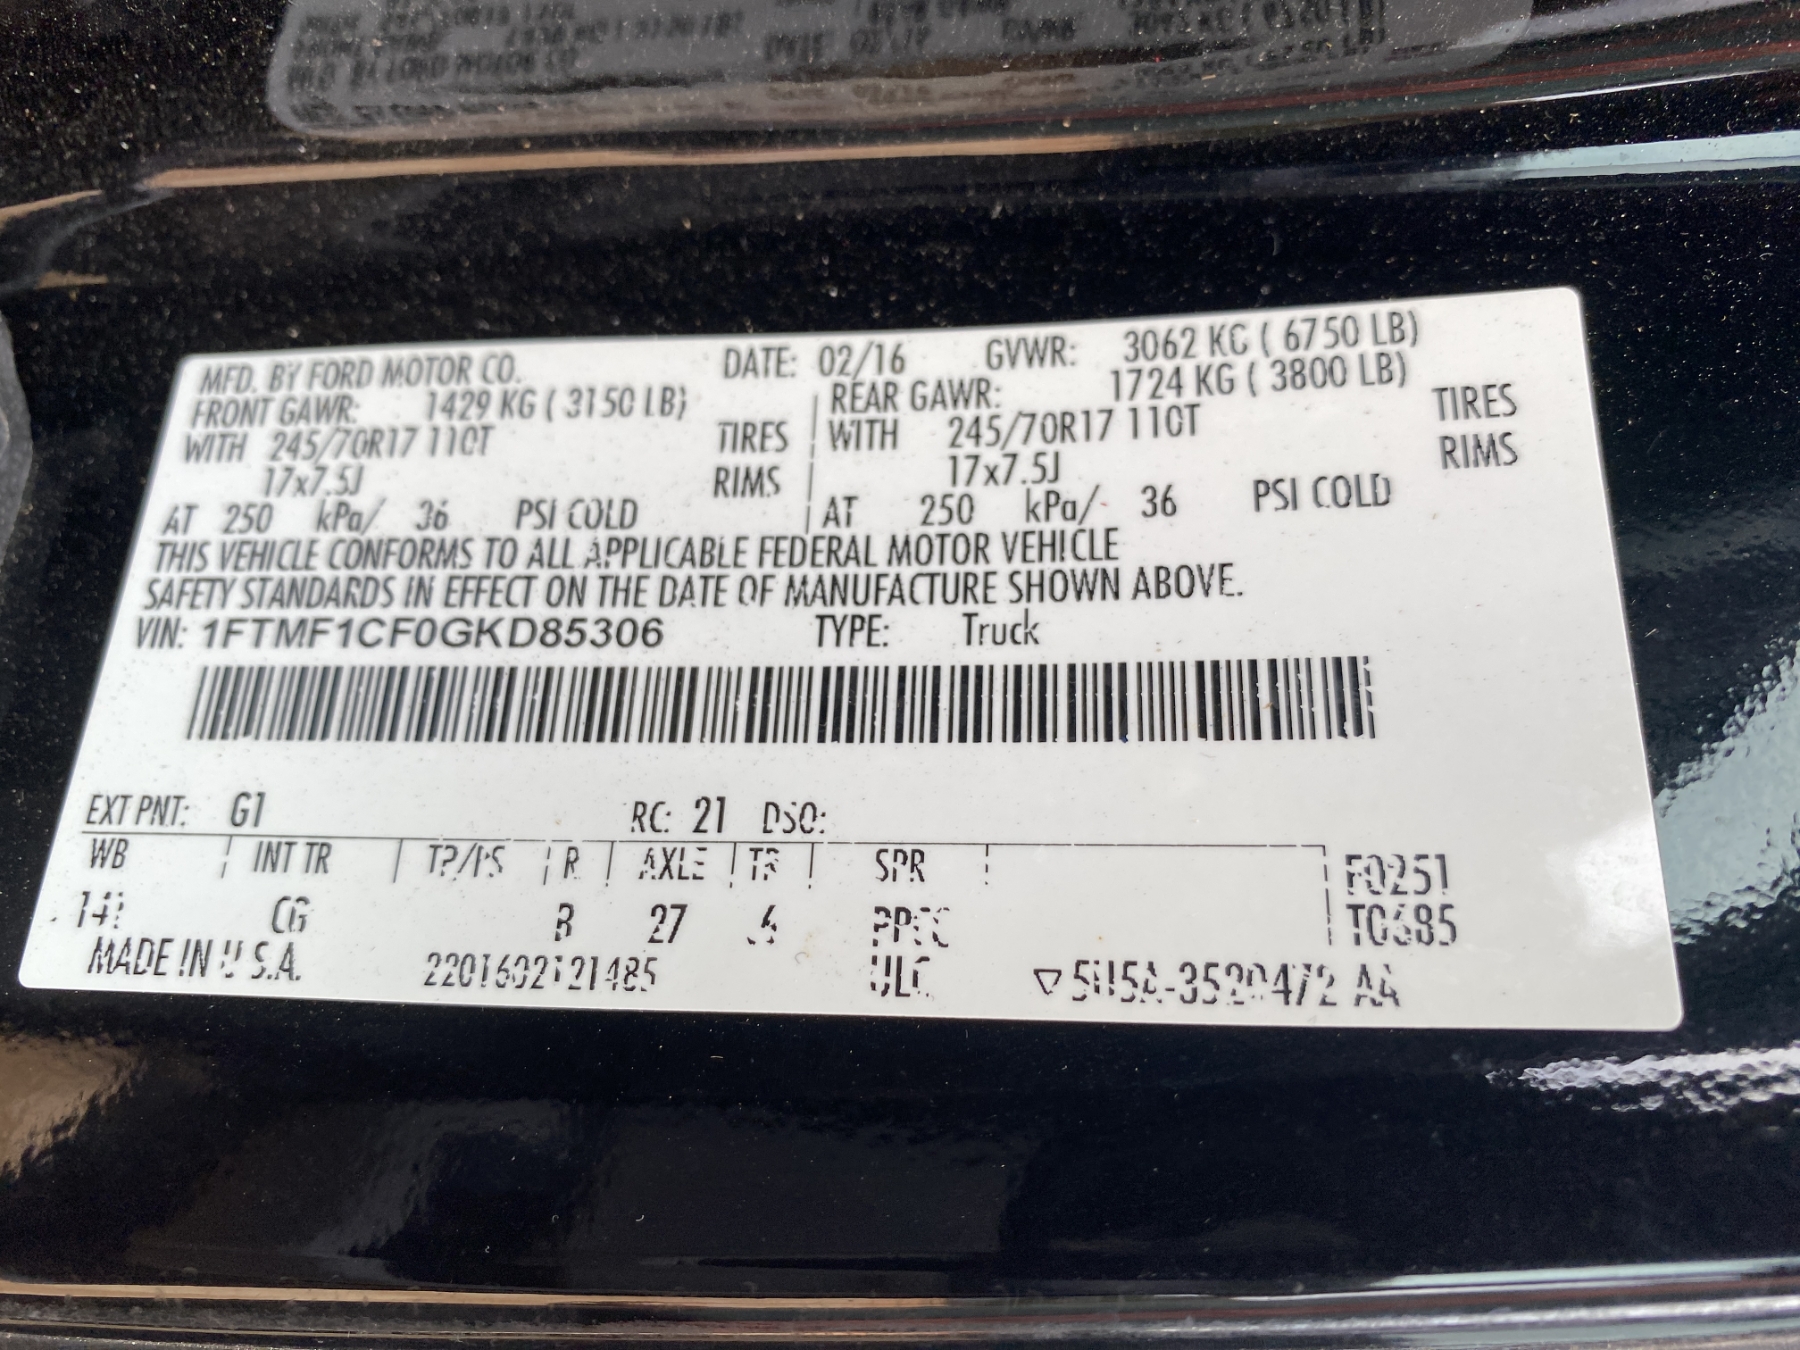 MFD. BY FORD MOTOR CO. DATE: 02/16 GVWR: 3062 KG ( 6750 LB)
FRONT GAWR: 1429 KG ( 3150 LB) REAR GAWR: 1724 KG ( 3800 LB)
WITH 245/70R17 110T TIRES WITH 245/70R17 110T TIRES
17x7.5J RIMS 17x7.5J RIMS
AT 250 kPa/ 36 PSI COLD AT 250 kPa/ 36 PSI COLD
THIS VEHICLE CONFORMS TO ALL APPLICABLE FEDERAL MOTOR VEHICLE
SAFETY STANDARDS IN EFFECT ON THE DATE OF MANUFACTURE SHOWN ABOVE.
VIN: 1FTMF1CF0GKD85306 TYPE: Truck
EXT PNT: G1 RC: 21 DSO:
WB INT TR TP/PS R AXLE TR SPR F0251
CG B 27 6 T0685
MADE IN U.S.A. 2201602121485 ULC